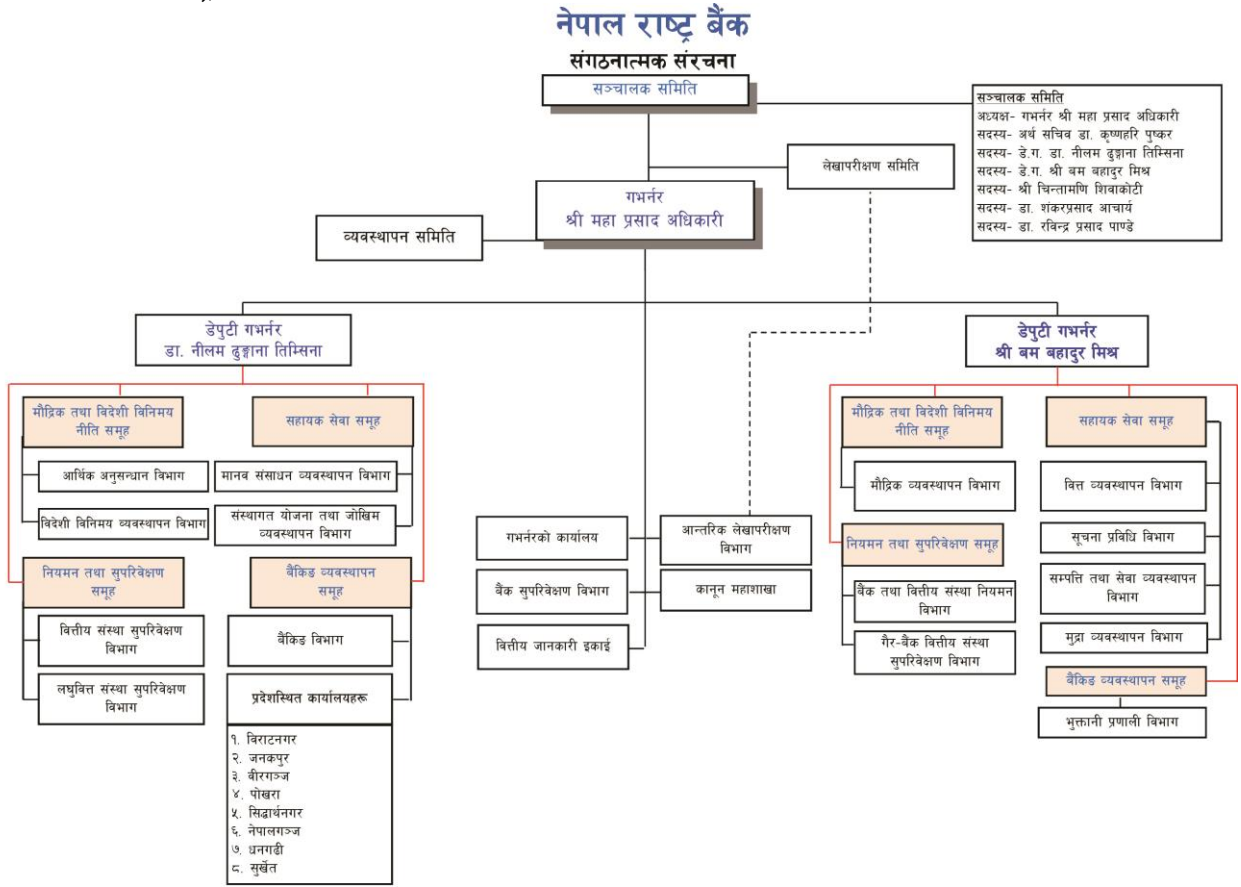 नेपाल राष्ट्र बैंक
संगठनात्मक संरचना
सञ्चालक समिति
सञ्चालक समिति
अध्यक्ष- गभर्नर श्री महा प्रसाद अधिकारी
सदस्य- अर्थ सचिव डा. कृष्णहरि पुष्कर
सदस्य- डे.ग. डा. नीलम ढुङ्गाना तिम्सिना
सदस्य- डे.ग. श्री बम बहादुर मिश्र
सदस्य- श्री चिन्तामणि शिवाकोटी
सदस्य- डा. शंकरप्रसाद आचार्य
सदस्य- डा. रविन्द्र प्रसाद पाण्डे
लेखापरीक्षण समिति
गभर्नर
श्री महा प्रसाद अधिकारी
व्यवस्थापन समिति
डेपुटी गभर्नर
डा. नीलम ढुङ्गाना तिम्सिना
डेपुटी गभर्नर
श्री बम बहादुर मिश्र
मौद्रिक तथा विदेशी विनिमय
नीति समूह
आर्थिक अनुसन्धान विभाग
विदेशी विनिमय व्यवस्थापन विभाग
नियमन तथा सुपरिवेक्षण
समूह
वित्तीय संस्था सुपरिवेक्षण
विभाग
लघुवित्त संस्था सुपरिवेक्षण
विभाग
सहायक सेवा समूह
मानव संसाधन व्यवस्थापन विभाग
संस्थागत योजना तथा जोखिम
व्यवस्थापन विभाग
बैंकिङ व्यवस्थापन
समूह
बैंकिङ विभाग
प्रदेशस्थित कार्यालयहरू
१. विराटनगर
२. जनकपुर
३. वीरगञ्ज
४. पोखरा
५. सिद्धार्थनगर
६. नेपालगञ्ज
७. धनगढी
८. सुर्खेत
गभर्नरको कार्यालय
आन्तरिक लेखापरीक्षण
विभाग
बैंक सुपरिवेक्षण विभाग
कानून महाशाखा
वित्तीय जानकारी इकाई
मौद्रिक तथा विदेशी विनिमय
नीति समूह
मौद्रिक व्यवस्थापन विभाग
नियमन तथा सुपरिवेक्षण समूह
बैंक तथा वित्तीय संस्था नियमन
विभाग
गैर-बैंक वित्तीय संस्था
सुपरिवेक्षण विभाग
सहायक सेवा समूह
वित्त व्यवस्थापन विभाग
सूचना प्रविधि विभाग
सम्पत्ति तथा सेवा व्यवस्थापन
विभाग
मुद्रा व्यवस्थापन विभाग
बैंकिङ व्यवस्थापन समूह
भुक्तानी प्रणाली विभाग